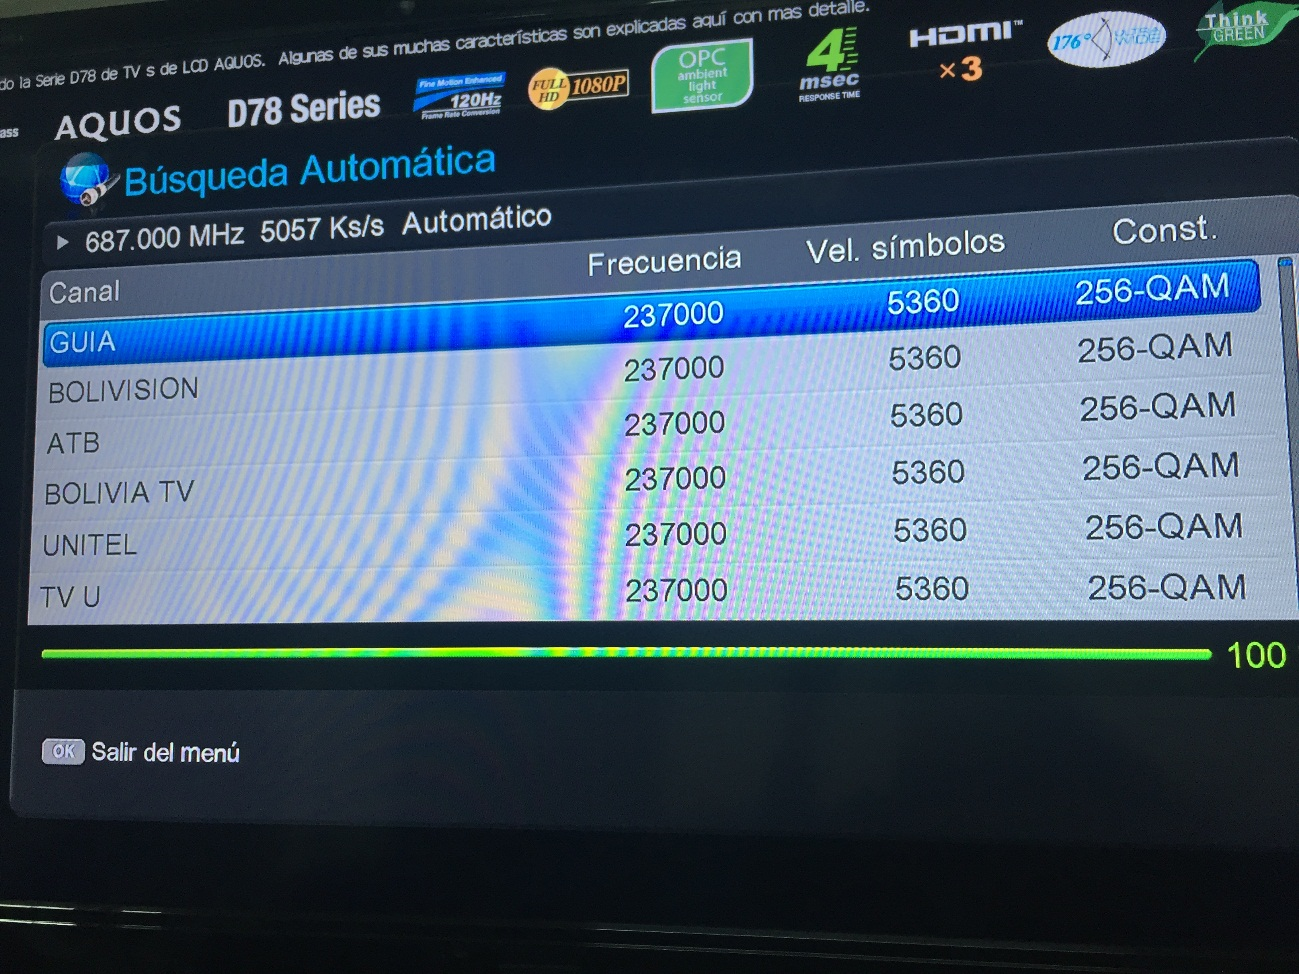 do la Serie D78 de TV s de LCD AQUOS. Algunas de sus muchas características son explicadas aquí con mas detalle.
ass
AQUOS
D78 Series
Fine Motion Enhanced
120Hz
Frame Rate Conversion
FULL HD 1080P
OPC
ambient
light
sensor
4
msec
RESPONSE TIME
HDMI™
×3
176° WIDE
Think
GREEN
Búsqueda Automática
687.000 MHz 5057 Ks/s Automático
Canal Frecuencia Vel. símbolos Const.
GUIA 237000 5360 256-QAM
BOLIVISION 237000 5360 256-QAM
ATB 237000 5360 256-QAM
BOLIVIA TV 237000 5360 256-QAM
UNITEL 237000 5360 256-QAM
TV U 237000 5360 256-QAM
100
OK Salir del menú